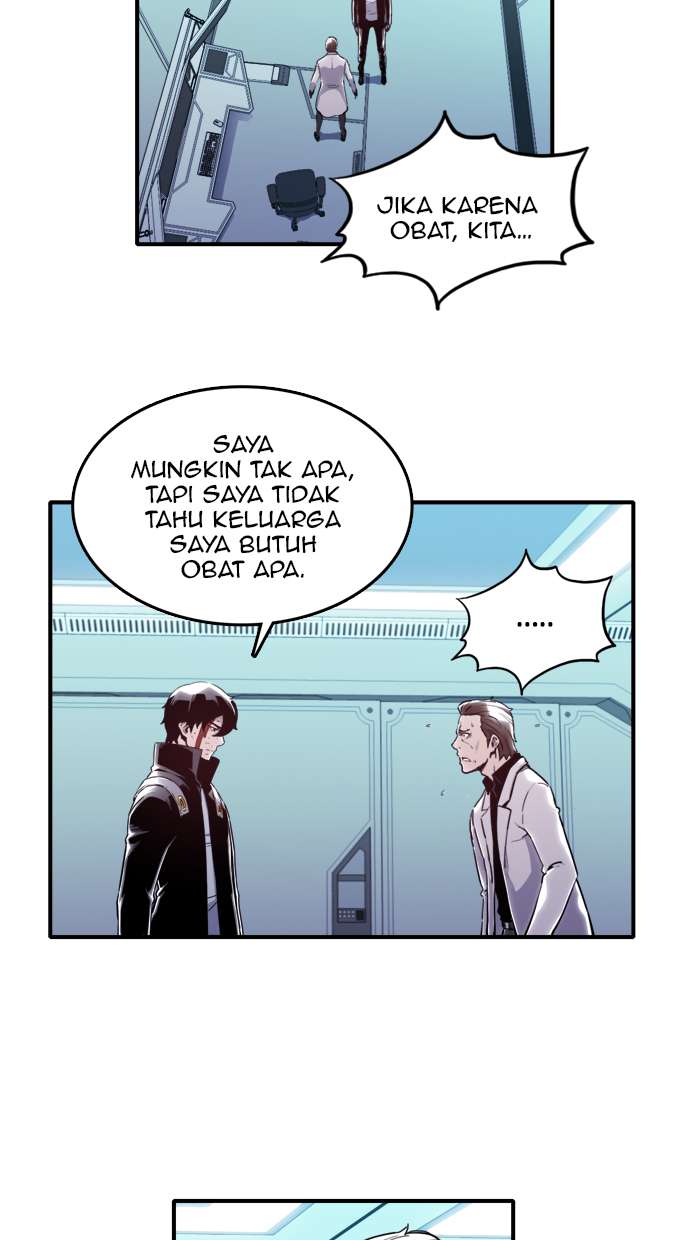 JIKA KARENA
OBAT, KITA...
SAYA
MUNGKIN TAK APA,
TAPI SAYA TIDAK
TAHU KELUARGA
SAYA BUTUH
OBAT APA.
.....